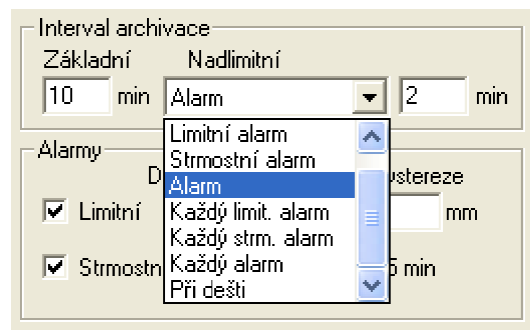 Interval archivace
Základní Nadlimitní
10 min Alarm 2 min
Limitní alarm
Alarmy
Strmostní alarm
D Alarm ystereze
Limitní Každý limit. alarm mm
Každý strm. alarm
Strmostn Každý alarm 5 min
Při dešti